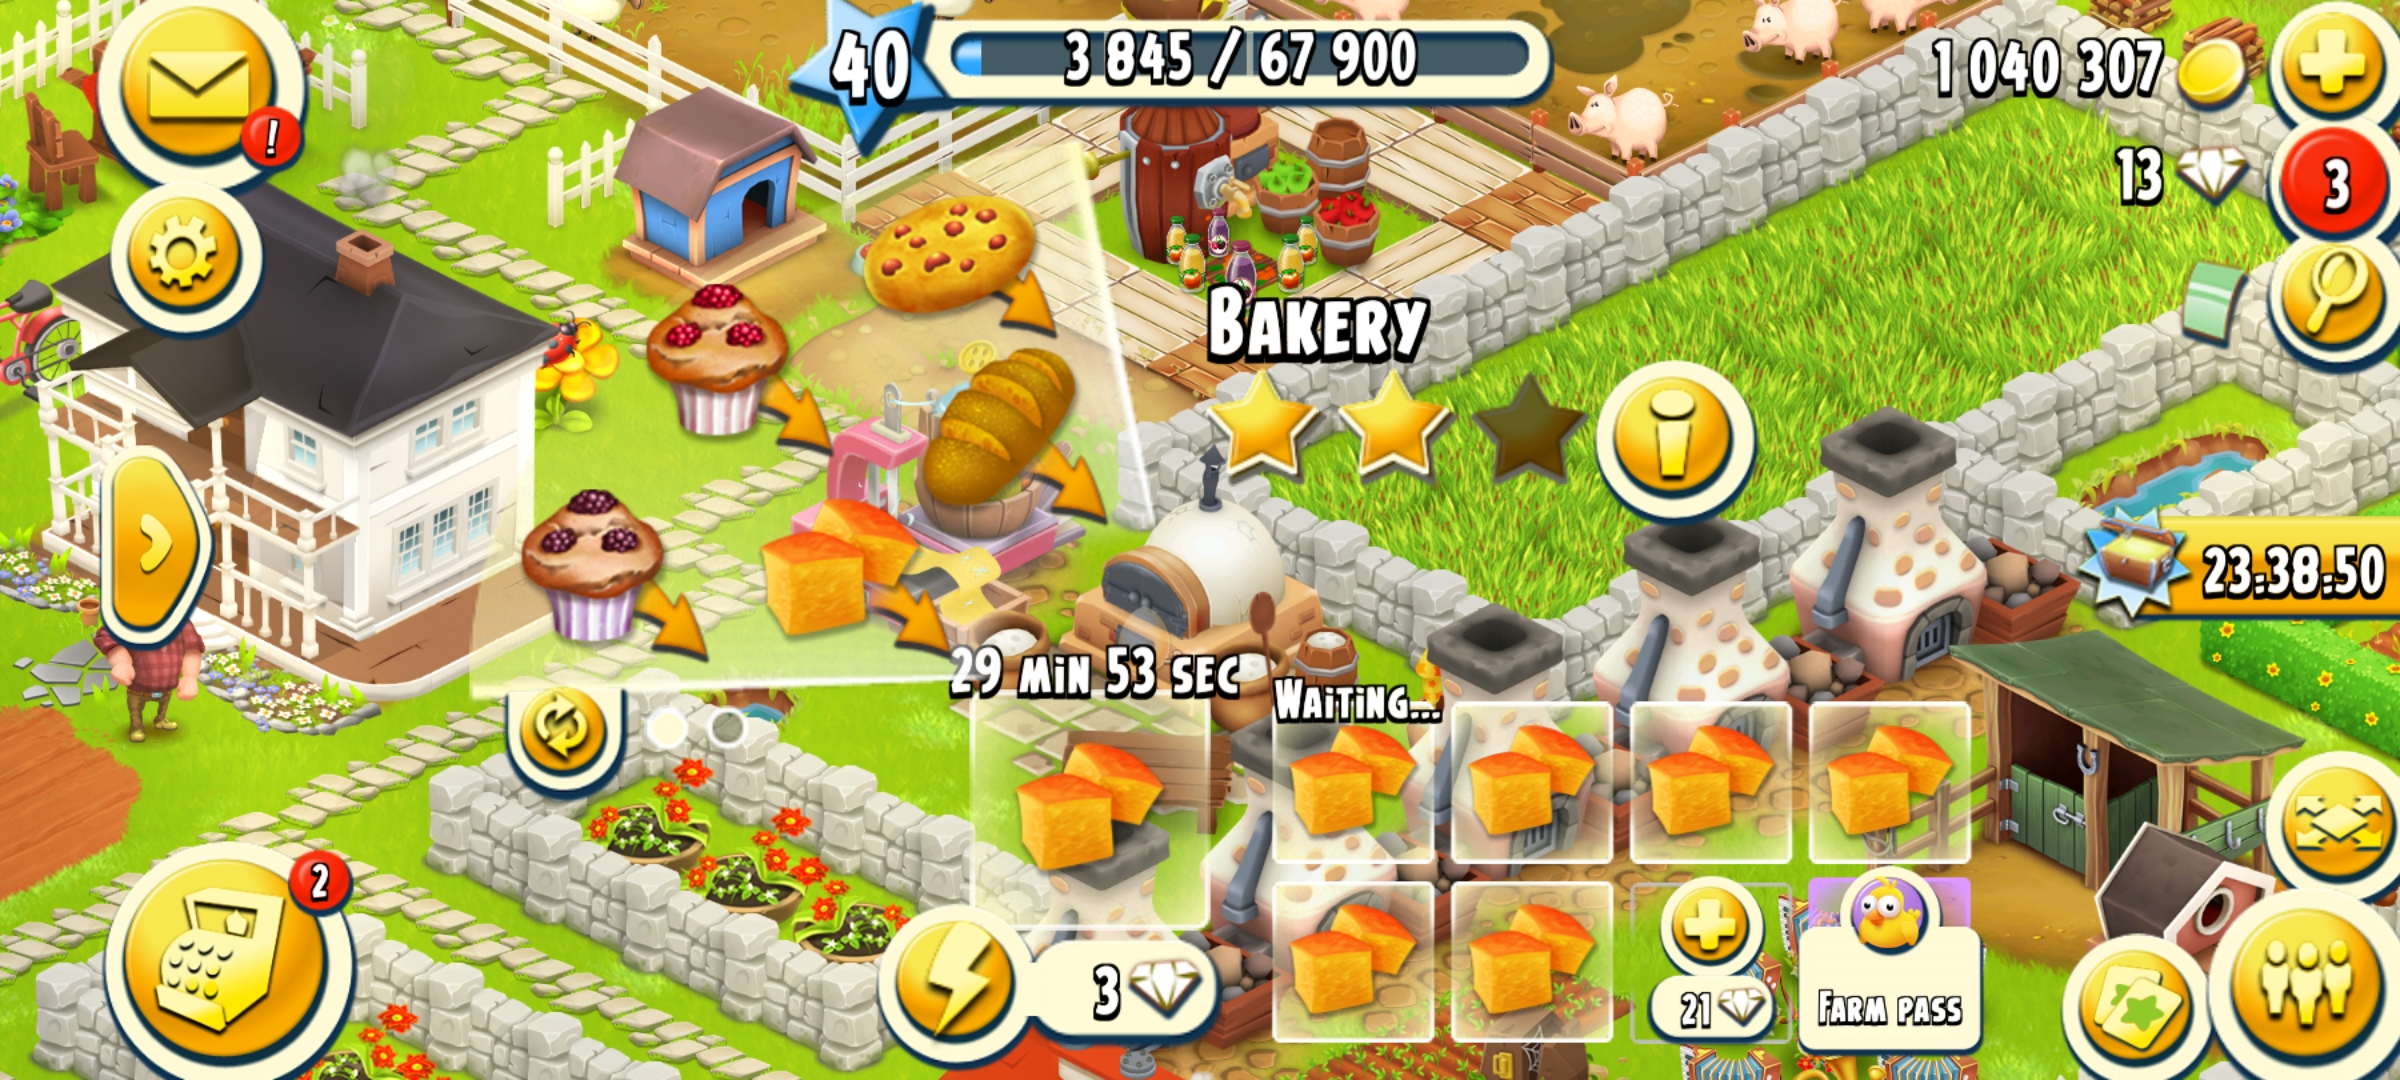 40
3 845 / 67 900
1 040 307
!
13
3
BAKERY
23:38:50
29 MIN 53 SEC
WAITING...
2
3
21
FARM PASS